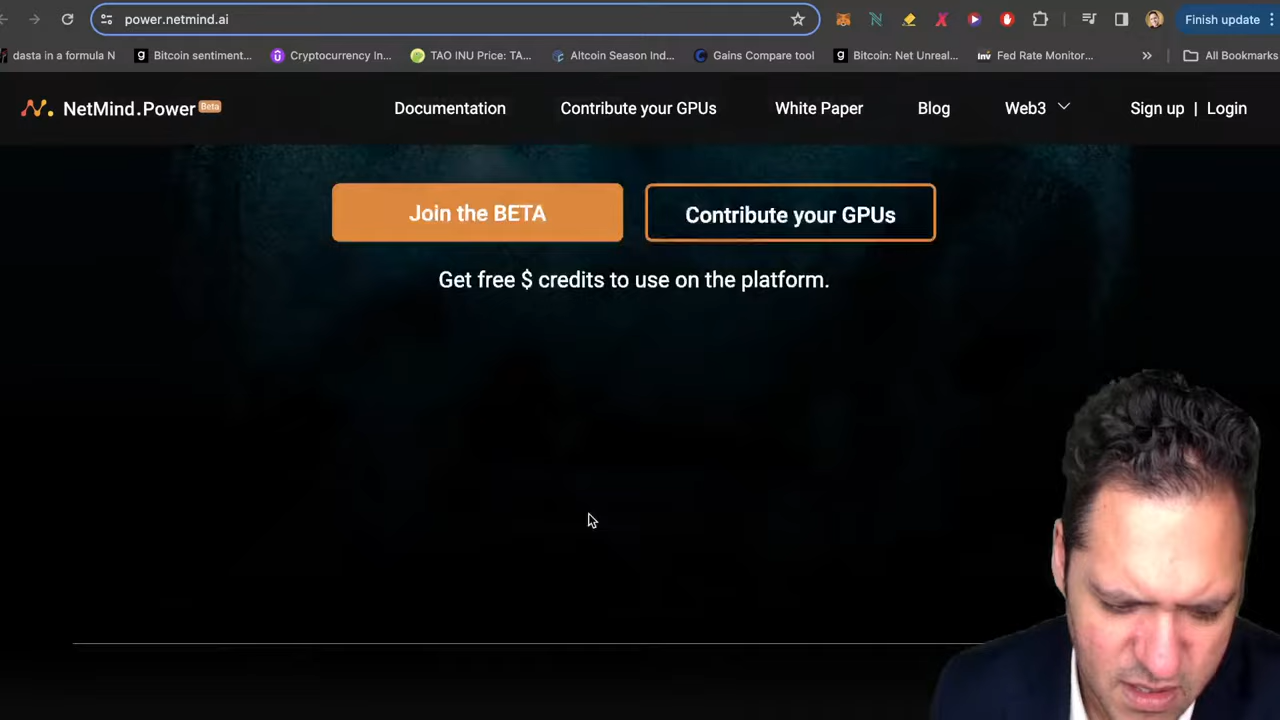 power.netmind.ai
Finish update
dasta in a formula N
Bitcoin sentiment...
Cryptocurrency In...
TAO INU Price: TA...
Altcoin Season Ind...
Gains Compare tool
Bitcoin: Net Unreal...
Inv Fed Rate Monitor...
»
All Bookmarks
NetMind.Power Beta
Documentation
Contribute your GPUs
White Paper
Blog
Web3
Sign up | Login
Join the BETA
Contribute your GPUs
Get free $ credits to use on the platform.